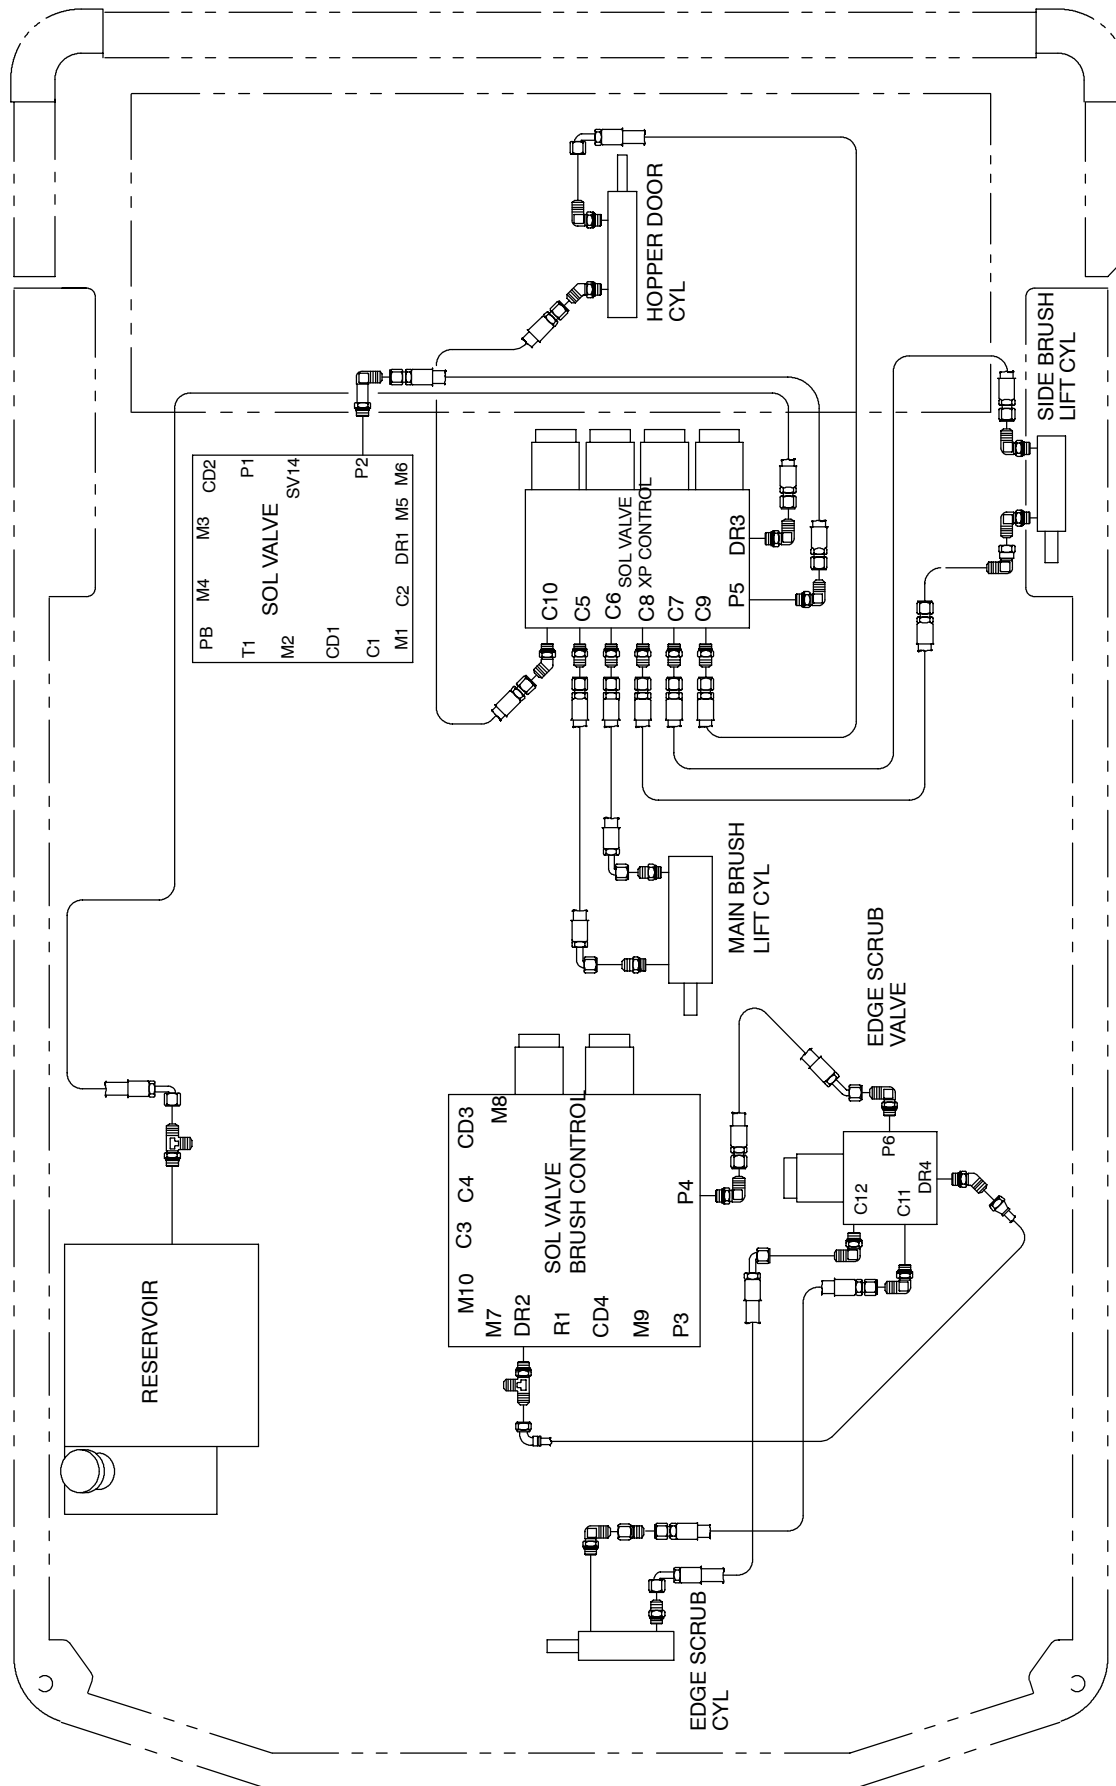 HOPPER DOOR
CYL
SIDE BRUSH
LIFT CYL
PB
M4
M3
CD2
T1
SOL VALVE
P1
M2
SV14
CD1
C1
P2
M1
C2
DR1
M5
M6
C10
C5
C6
SOL VALVE
C8
XP CONTROL
C7
C9
P5
DR3
MAIN BRUSH
LIFT CYL
EDGE SCRUB
VALVE
M10
C3
C4
CD3
M7
M8
DR2
R1
SOL VALVE
BRUSH CONTROL
CD4
M9
P3
P4
C12
P6
C11
DR4
RESERVOIR
EDGE SCRUB
CYL